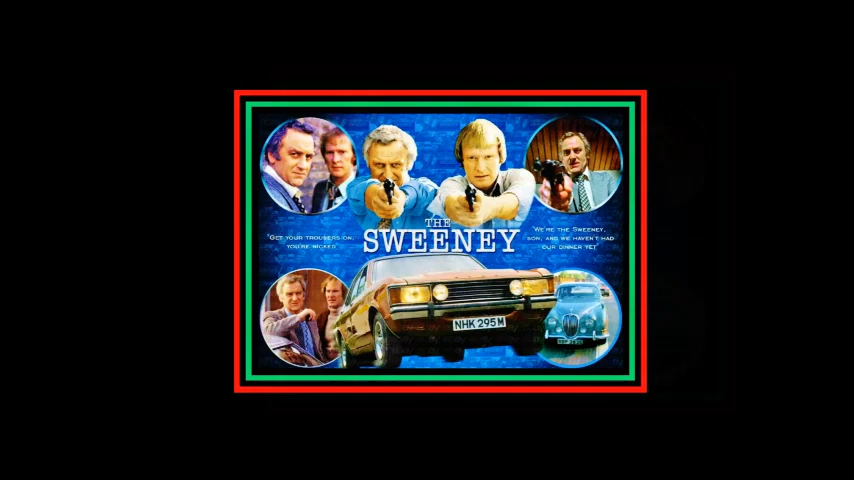 THE
SWEENEY
"GET YOUR TROUSERS ON,
YOU'RE NICKED"
"WE'RE THE SWEENEY,
SON, AND WE HAVEN'T HAD
OUR DINNER YET"
NHK 295M